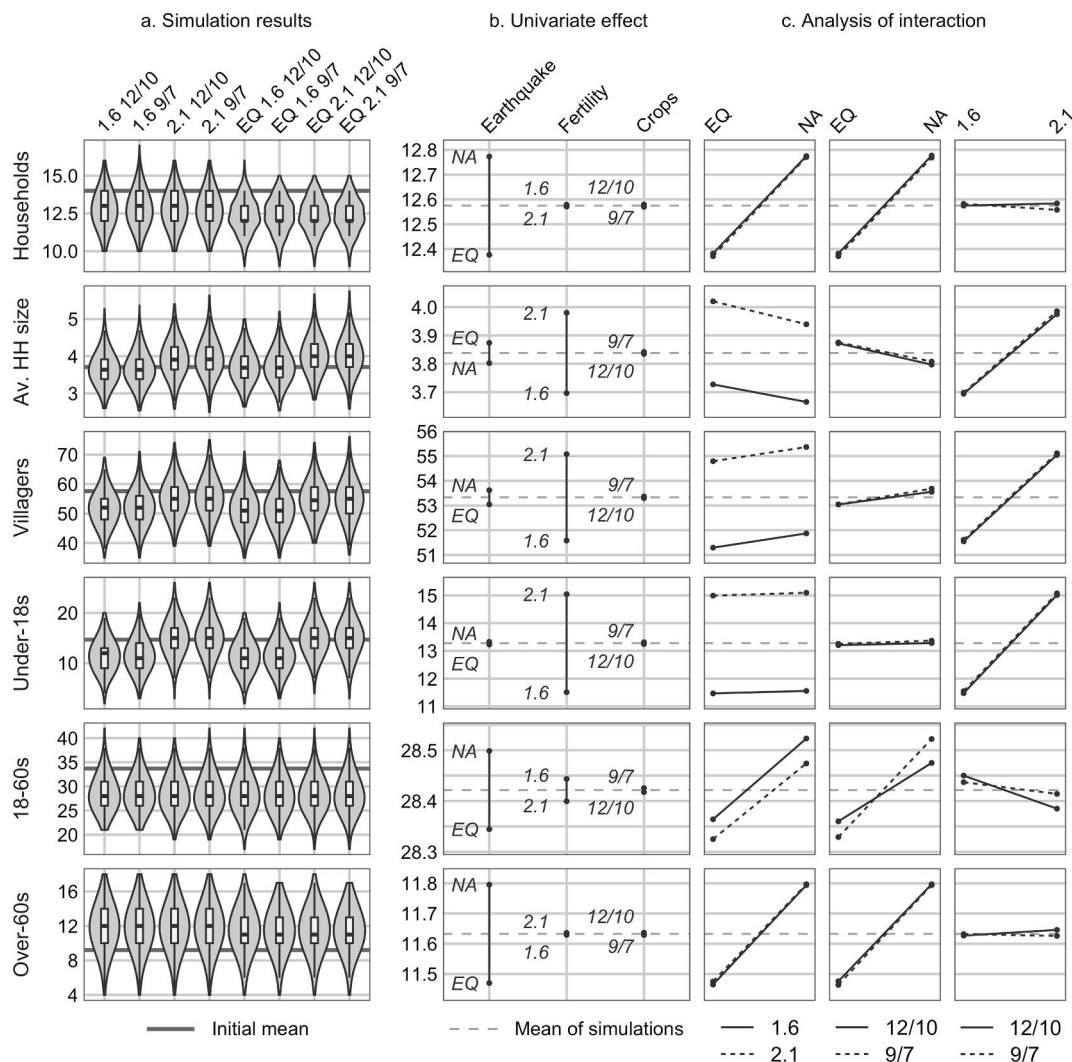 a. Simulation results
b. Univariate effect
c. Analysis of interaction
1.6 12/10
1.6 9/7
2.1 12/10
2.1 9/7
EQ 1.6 12/10
EQ 1.6 9/7
EQ 2.1 12/10
EQ 2.1 9/7
Earthquake
Fertility
Crops
EQ
NA
EQ
NA
1.6
2.1
Households
15.0
12.5
10.0
12.8
12.7
12.6
12.5
12.4
NA
EQ
1.6
2.1
12/10
9/7
Av. HH size
5
4
3
4.0
3.9
3.8
3.7
EQ
NA
2.1
1.6
9/7
12/10
Villagers
70
60
50
40
56
55
54
53
52
51
NA
EQ
2.1
1.6
9/7
12/10
Under-18s
20
10
15
14
13
12
11
NA
EQ
2.1
1.6
9/7
12/10
18-60s
40
35
30
25
20
28.5
28.4
28.3
NA
EQ
1.6
2.1
9/7
12/10
Over-60s
16
12
8
4
11.8
11.7
11.6
11.5
NA
EQ
2.1
1.6
12/10
9/7
Initial mean
Mean of simulations
1.6
2.1
12/10
9/7
12/10
9/7